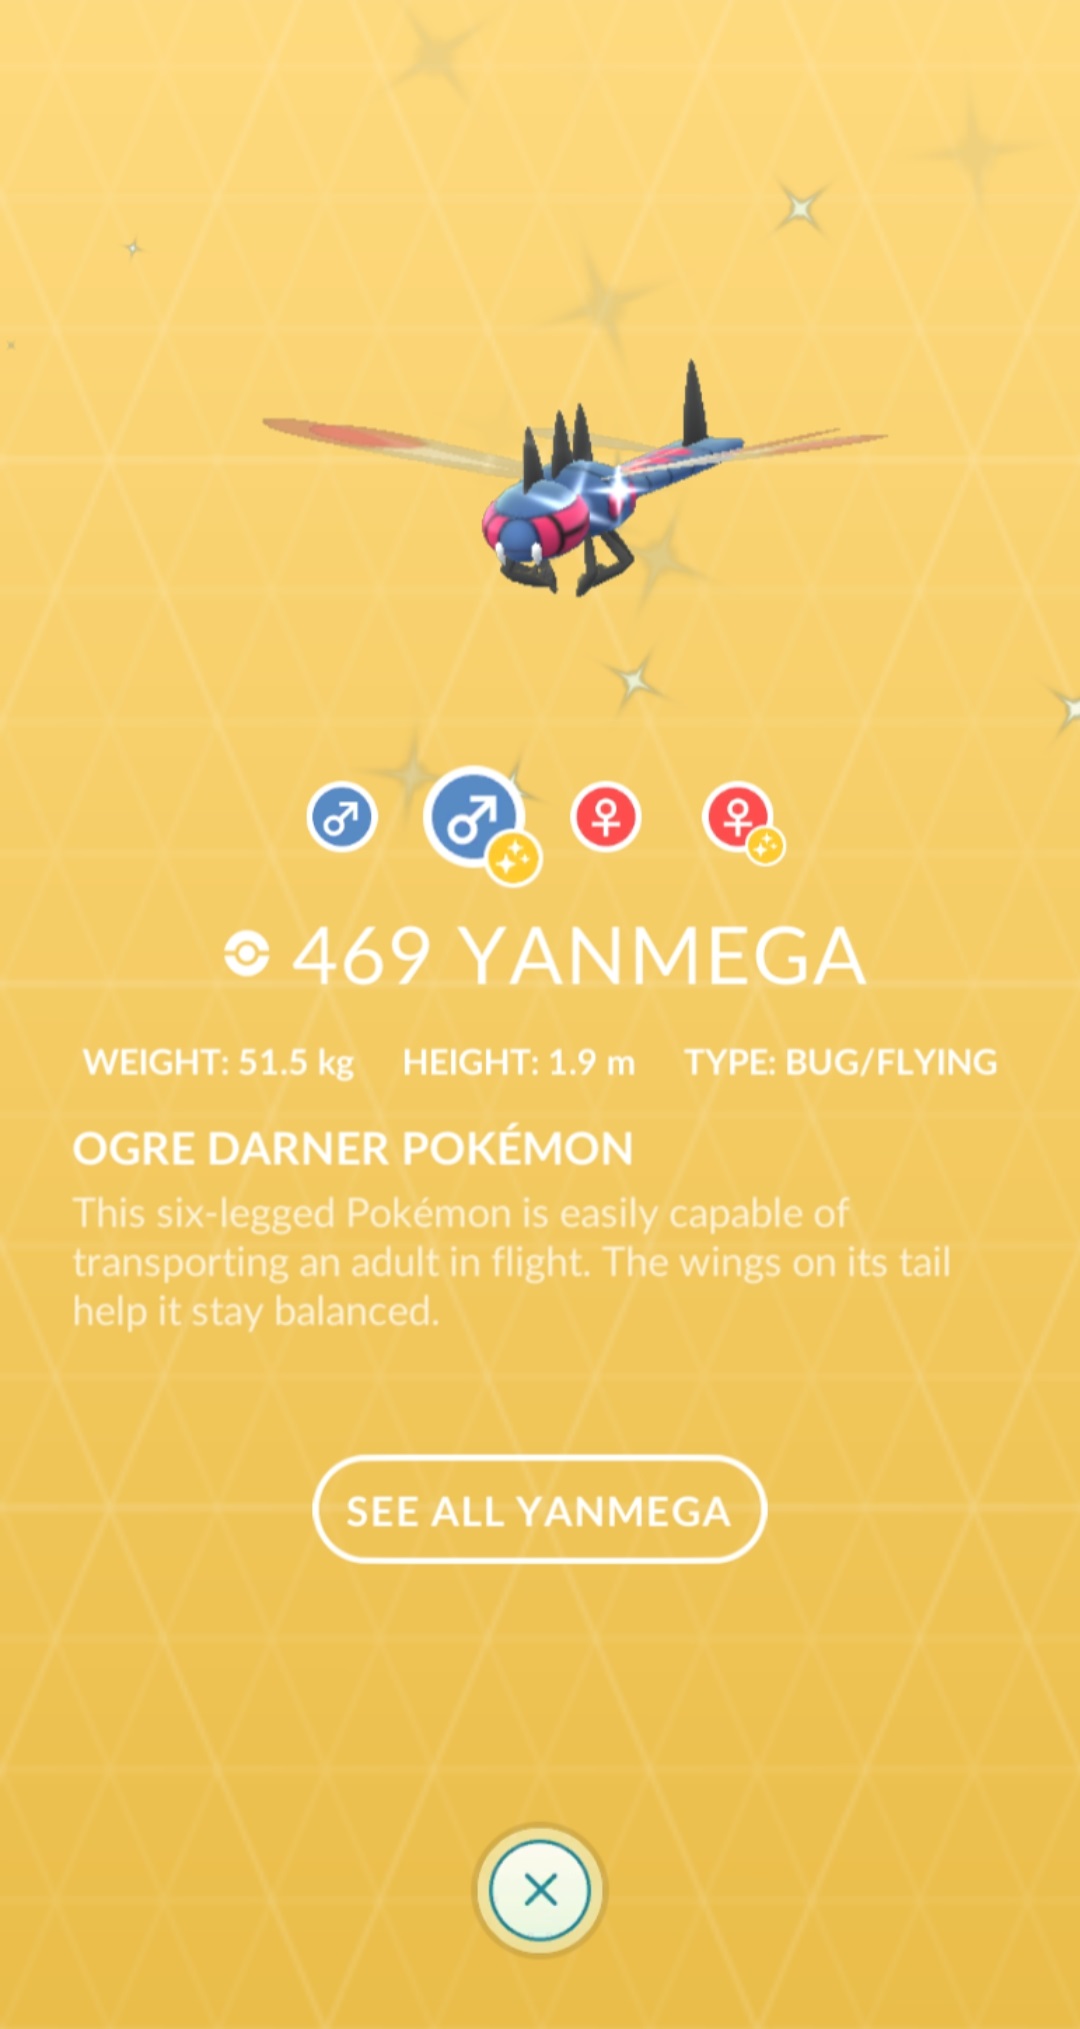 469 YANMEGA
WEIGHT: 51.5 kg HEIGHT: 1.9 m TYPE: BUG/FLYING
OGRE DARNER POKÉMON
This six-legged Pokémon is easily capable of
transporting an adult in flight. The wings on its tail
help it stay balanced.
SEE ALL YANMEGA